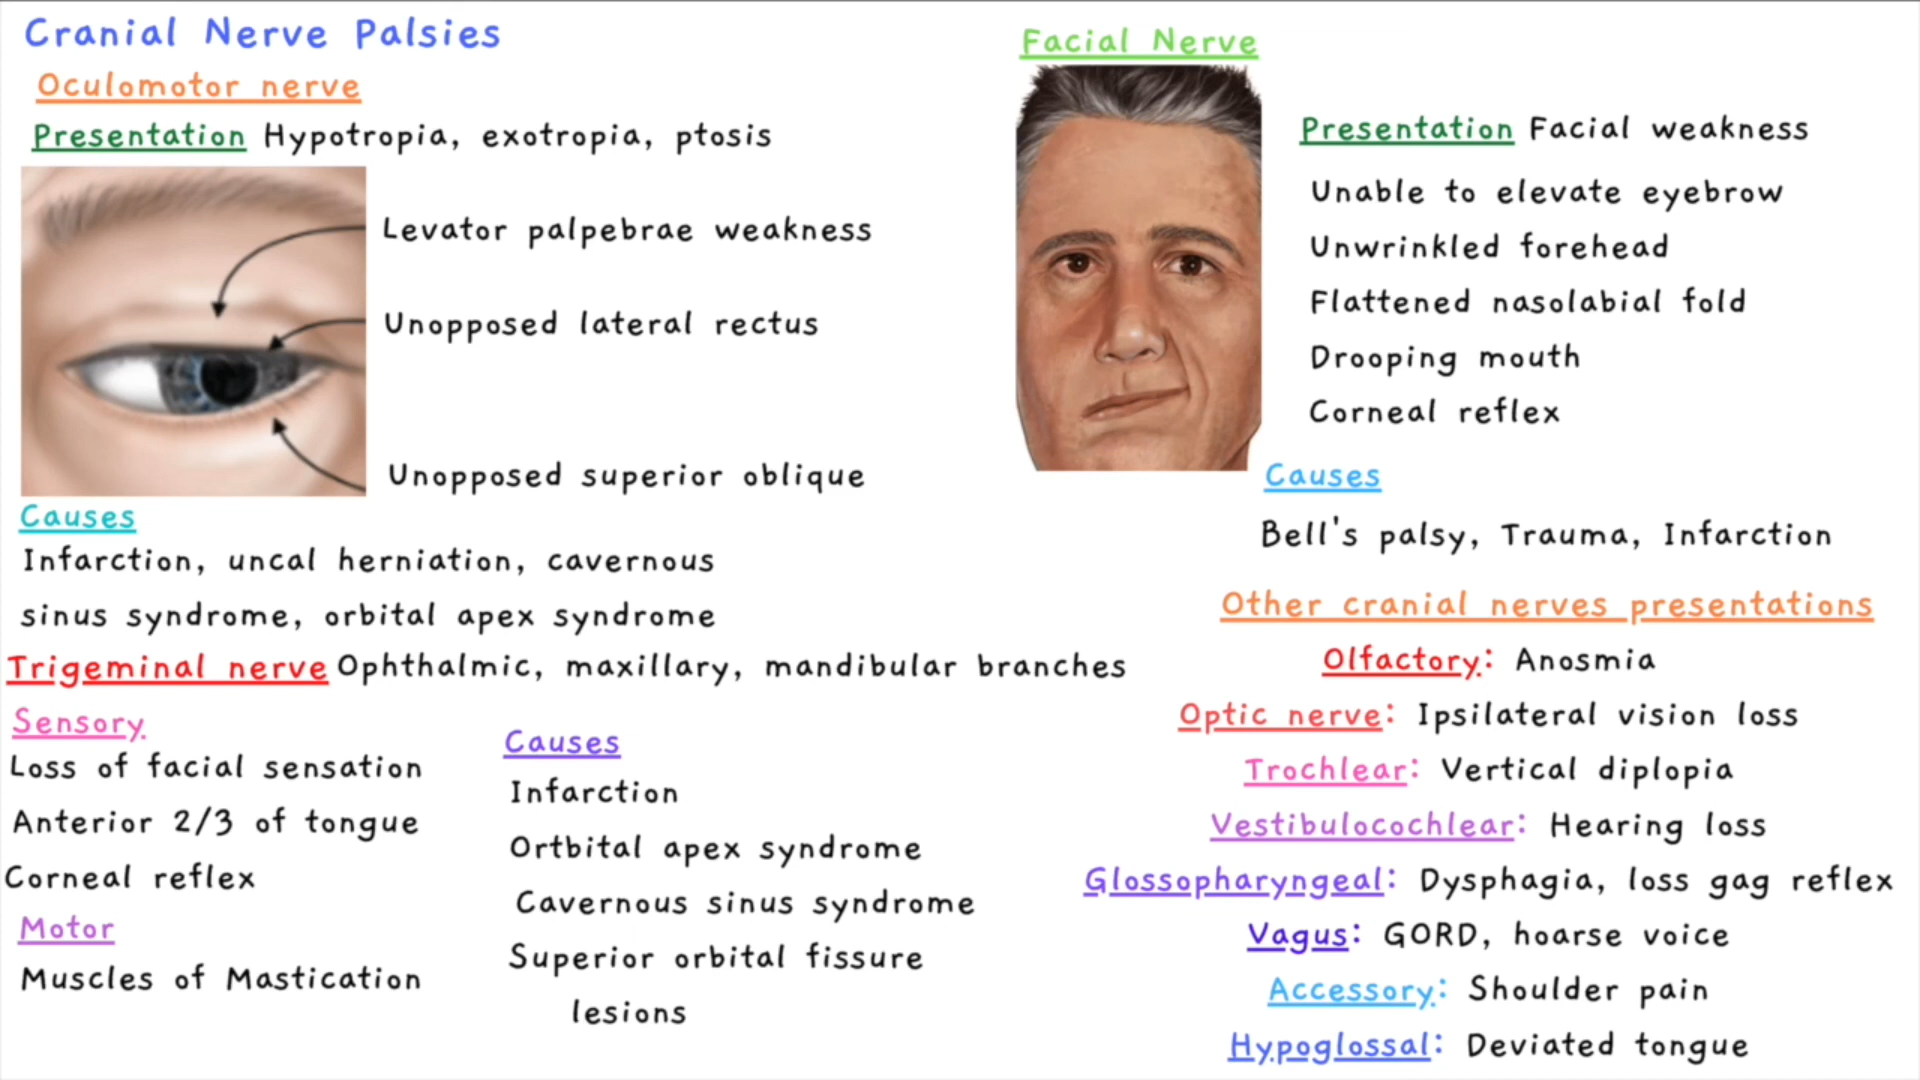 Cranial Nerve Palsies
Oculomotor nerve
Presentation Hypotropia, exotropia, ptosis
Levator palpebrae weakness
Unopposed lateral rectus
Unopposed superior oblique
Causes
Infarction, uncal herniation, cavernous
sinus syndrome, orbital apex syndrome
Trigeminal nerve Ophthalmic, maxillary, mandibular branches
Sensory
Loss of facial sensation
Anterior 2/3 of tongue
Corneal reflex
Motor
Muscles of Mastication
Causes
Infarction
Ortbital apex syndrome
Cavernous sinus syndrome
Superior orbital fissure
lesions
Facial Nerve
Presentation Facial weakness
Unable to elevate eyebrow
Unwrinkled forehead
Flattened nasolabial fold
Drooping mouth
Corneal reflex
Causes
Bell's palsy, Trauma, Infarction
Other cranial nerves presentations
Olfactory: Anosmia
Optic nerve: Ipsilateral vision loss
Trochlear: Vertical diplopia
Vestibulocochlear: Hearing loss
Glossopharyngeal: Dysphagia, loss gag reflex
Vagus: GORD, hoarse voice
Accessory: Shoulder pain
Hypoglossal: Deviated tongue